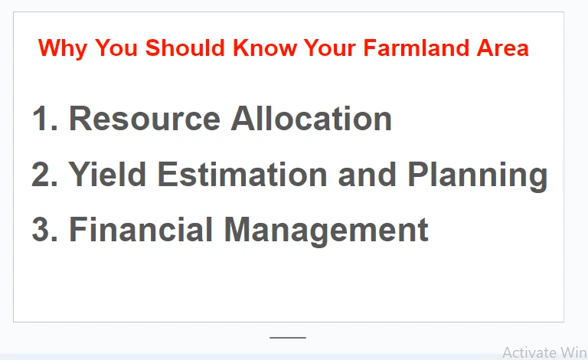 Why You Should Know Your Farmland Area
1. Resource Allocation
2. Yield Estimation and Planning
3. Financial Management
Activate Win